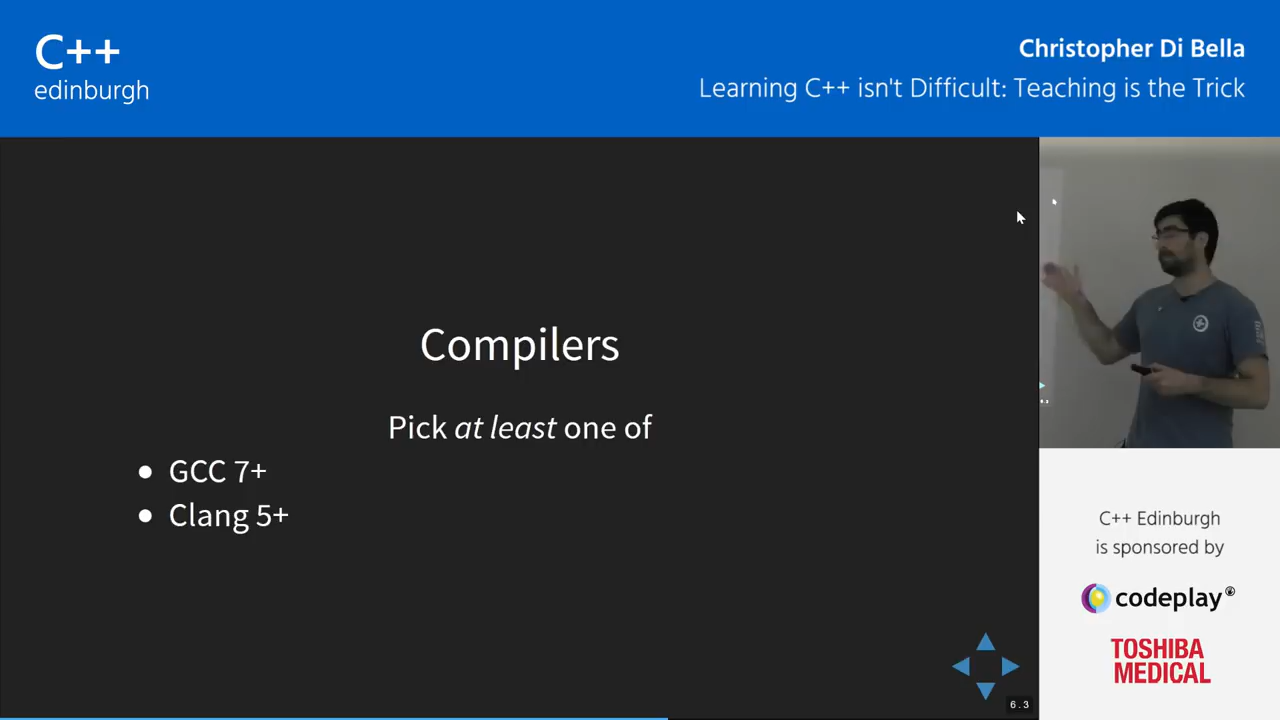 C++
edinburgh
Christopher Di Bella
Learning C++ isn't Difficult: Teaching is the Trick
Compilers
Pick at least one of
● GCC 7+
● Clang 5+
6.3
C++ Edinburgh
is sponsored by
codeplay®
TOSHIBA
MEDICAL